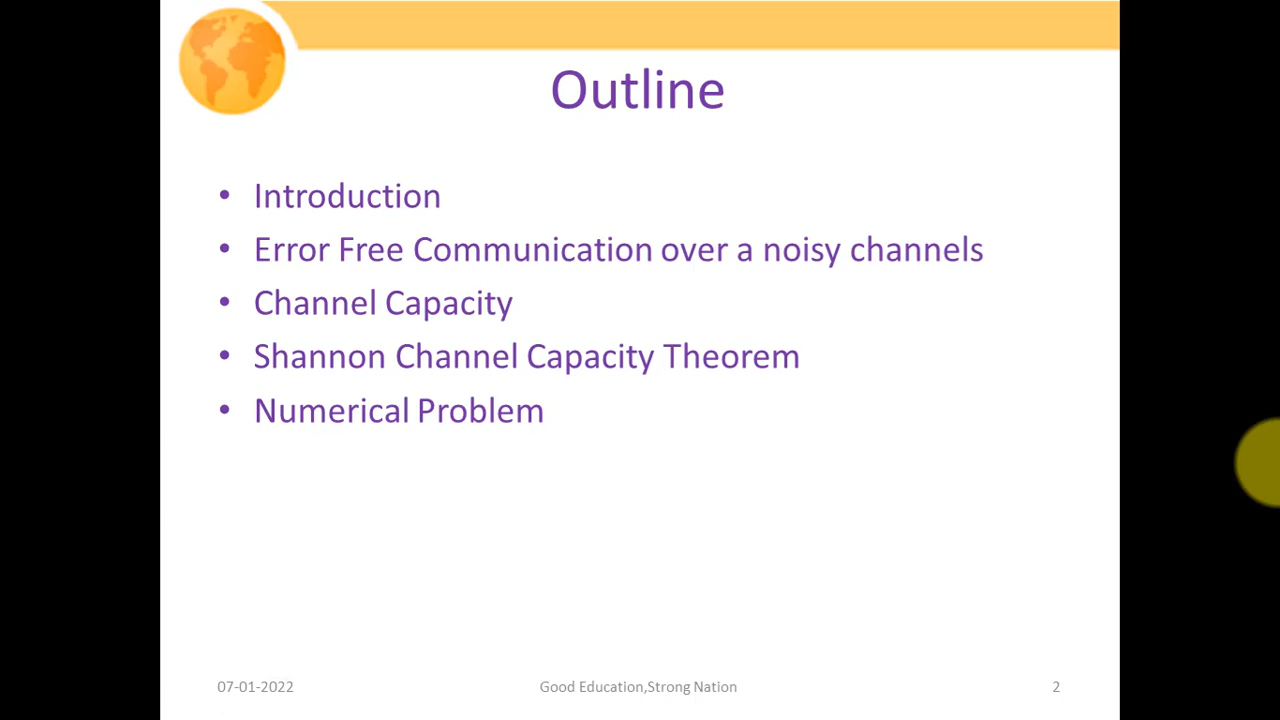 Outline
• Introduction
• Error Free Communication over a noisy channels
• Channel Capacity
• Shannon Channel Capacity Theorem
• Numerical Problem
07-01-2022
Good Education,Strong Nation
2